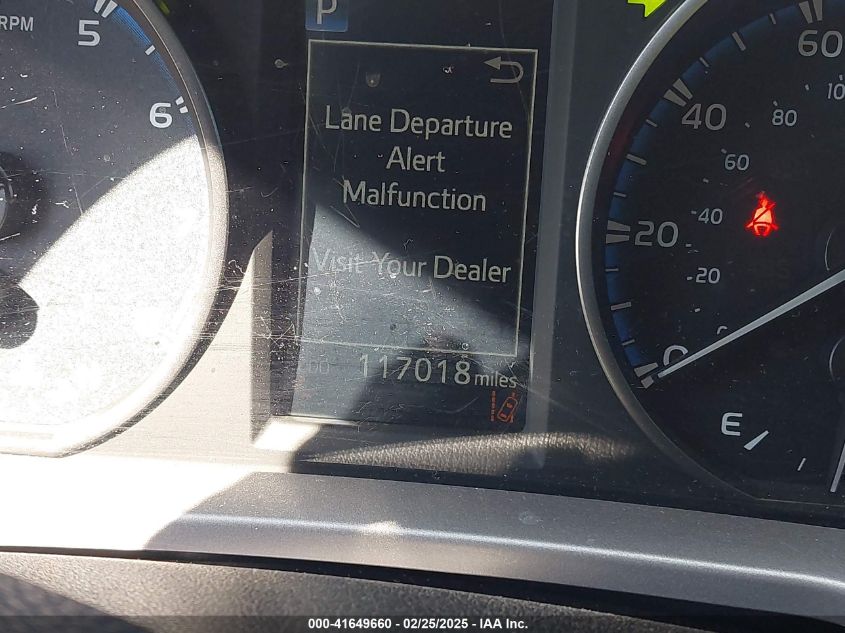 RPM
5
6
P
Lane Departure
Alert
Malfunction
Visit Your Dealer
117018 miles
60
40
20
0
80
60
40
20
E
000-41649660 - 02/25/2025 - IAA, Inc.